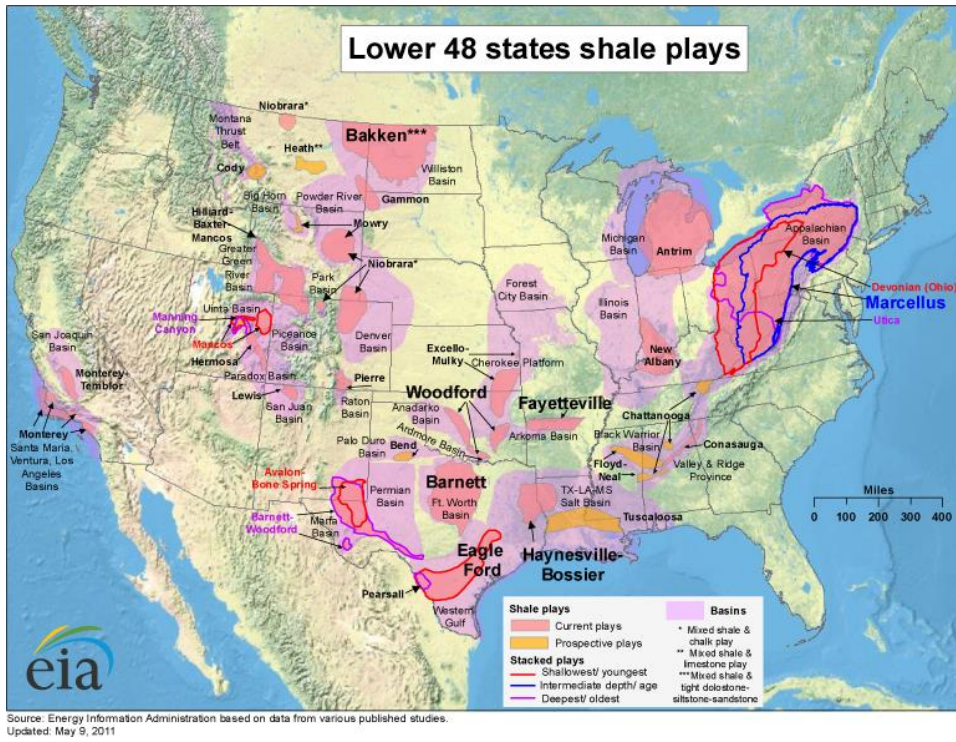 Lower 48 states shale plays
Niobrara*
Montana
Thrust
Belt
Bakken***
Heath**
Cody
Williston
Basin
Big Horn
Basin
Powder River
Basin
Gammon
Hilliard-
Baxter-
Mancos
Mowry
Greater
Green
River
Basin
Park
Basin
Niobrara*
Michigan
Basin
Antrim
Appalachian
Basin
Devonian (Ohio)
Marcellus
Utica
Forest
City Basin
Illinois
Basin
Uinta Basin
Manning
Canyon
Mancos
Piceance
Basin
Denver
Basin
Hermosa
Paradox Basin
San Joaquin
Basin
Monterey-
Temblor
Lewis
San Juan
Basin
Pierre
Raton
Basin
Excello-
Mulky
Cherokee Platform
New
Albany
Woodford
Fayetteville
Anadarko
Basin
Ardmore Basin
Arkoma Basin
Chattanooga
Black Warrior
Basin
Conasauga
Valley & Ridge
Province
Floyd-
Neal
Monterey
Santa Maria,
Ventura, Los
Angeles
Basins
Palo Duro
Basin
Bend
Avalon-
Bone Spring
Permian
Basin
Barnett
Ft. Worth
Basin
TX-LA-MS
Salt Basin
Tuscaloosa
Barnett-
Woodford
Marfa
Basin
Eagle
Ford
Haynesville-
Bossier
Pearsall
Western
Gulf
Miles
0 100 200 300 400
Shale plays
Current plays
Prospective plays
Stacked plays
Shallowest/ youngest
Intermediate depth/ age
Deepest/ oldest
Basins
* Mixed shale &
chalk play
** Mixed shale &
limestone play
***Mixed shale &
tight dolostone-
siltstone-sandstone
eia
Source: Energy Information Administration based on data from various published studies.
Updated: May 9, 2011